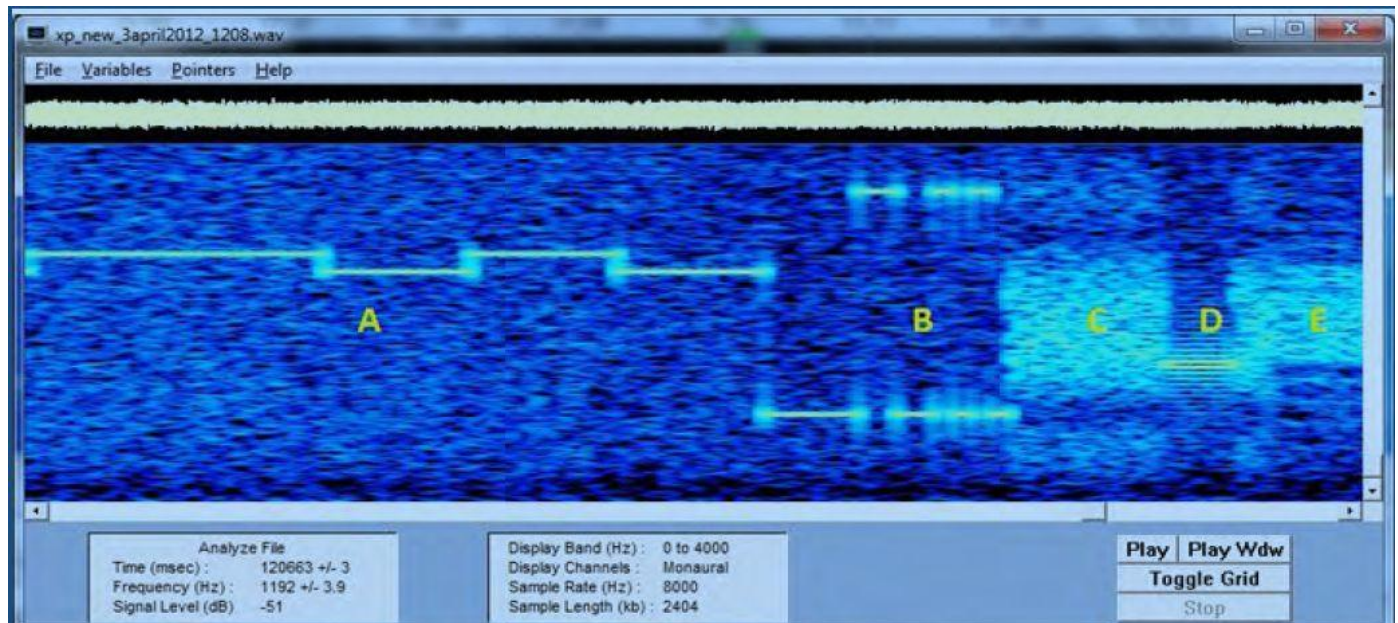 xp_new_3april2012_1208.wav
File Variables Pointers Help
A B C D E
Analyze File
Time (msec) : 120663 +/- 3
Frequency (Hz) : 1192 +/- 3.9
Signal Level (dB) -51
Display Band (Hz) : 0 to 4000
Display Channels : Monaural
Sample Rate (Hz) : 8000
Sample Length (kb) : 2404
Play Play Wdw
Toggle Grid
Stop